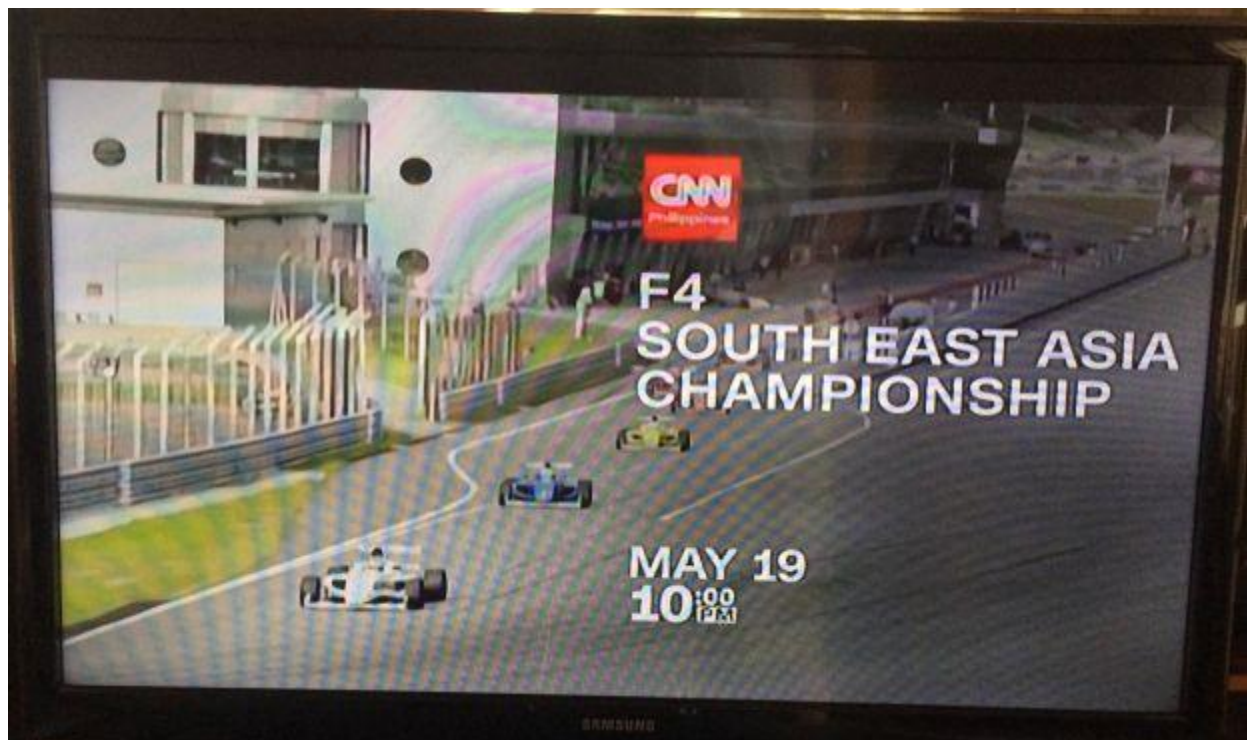 CNN
Philippines
F4
SOUTH EAST ASIA
CHAMPIONSHIP
MAY 19
10:00
PM
SAMSUNG